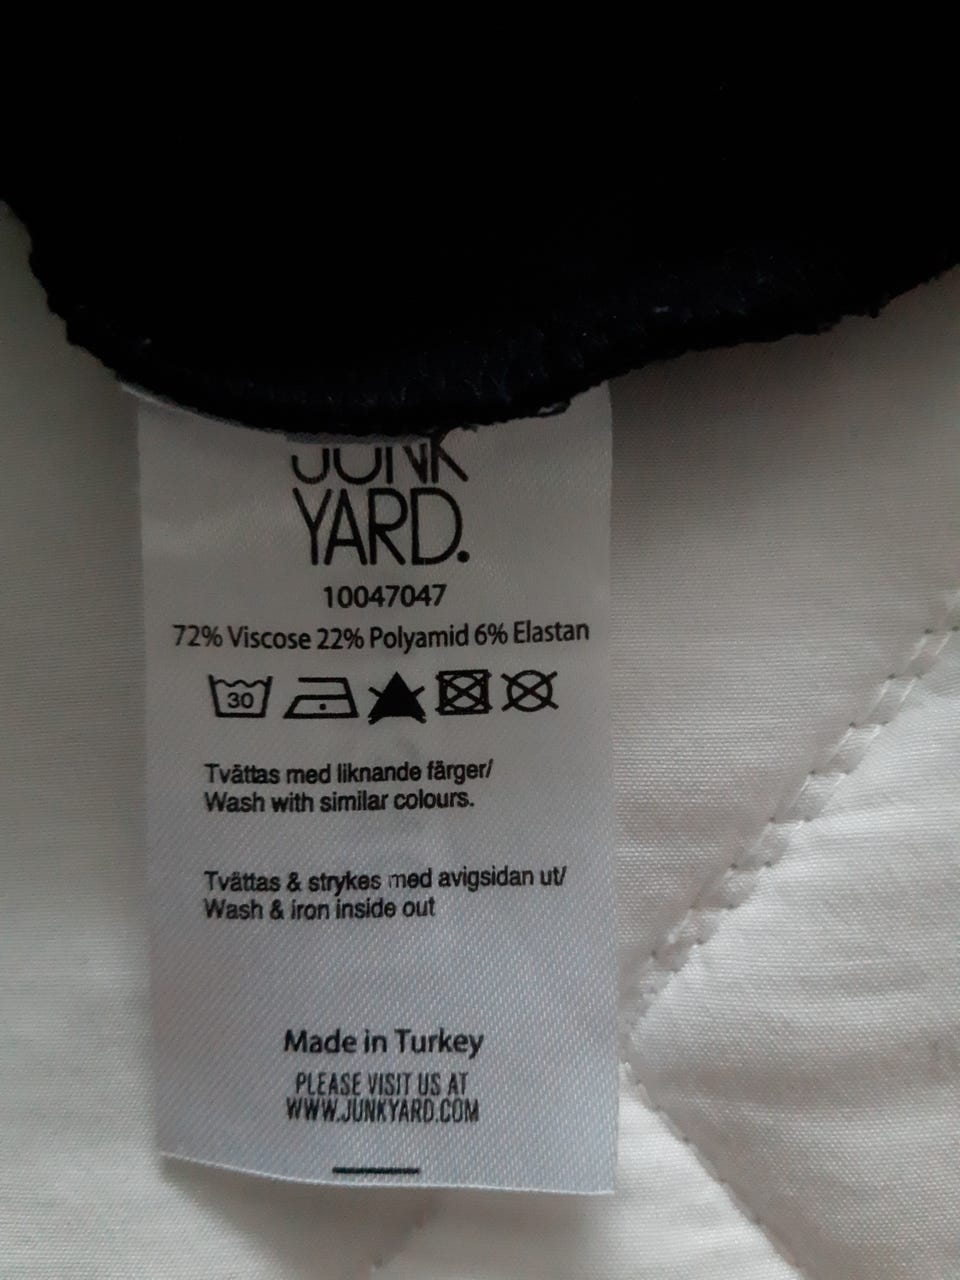 JUNK
YARD.
10047047
72% Viscose 22% Polyamid 6% Elastan
30
Tvättas med liknande färger/
Wash with similar colours.
Tvättas & strykes med avigsidan ut/
Wash & iron inside out
Made in Turkey
PLEASE VISIT US AT
WWW.JUNKYARD.COM